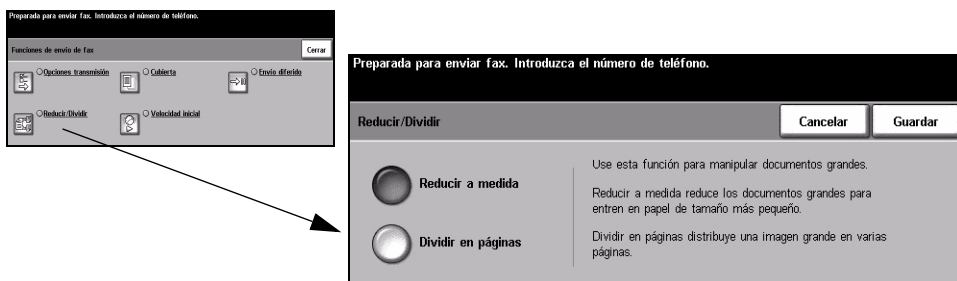 Preparada para enviar fax. Introduzca el número de teléfono.
Funciones de envío de fax
Cerrar
Opciones transmisión
Cubierta
Envío diferido
Reducir/Dividir
Velocidad inicial
Preparada para enviar fax. Introduzca el número de teléfono.
Reducir/Dividir
Cancelar
Guardar
Reducir a medida
Dividir en páginas
Use esta función para manipular documentos grandes.
Reducir a medida reduce los documentos grandes para
entren en papel de tamaño más pequeño.
Dividir en páginas distribuye una imagen grande en varias
páginas.